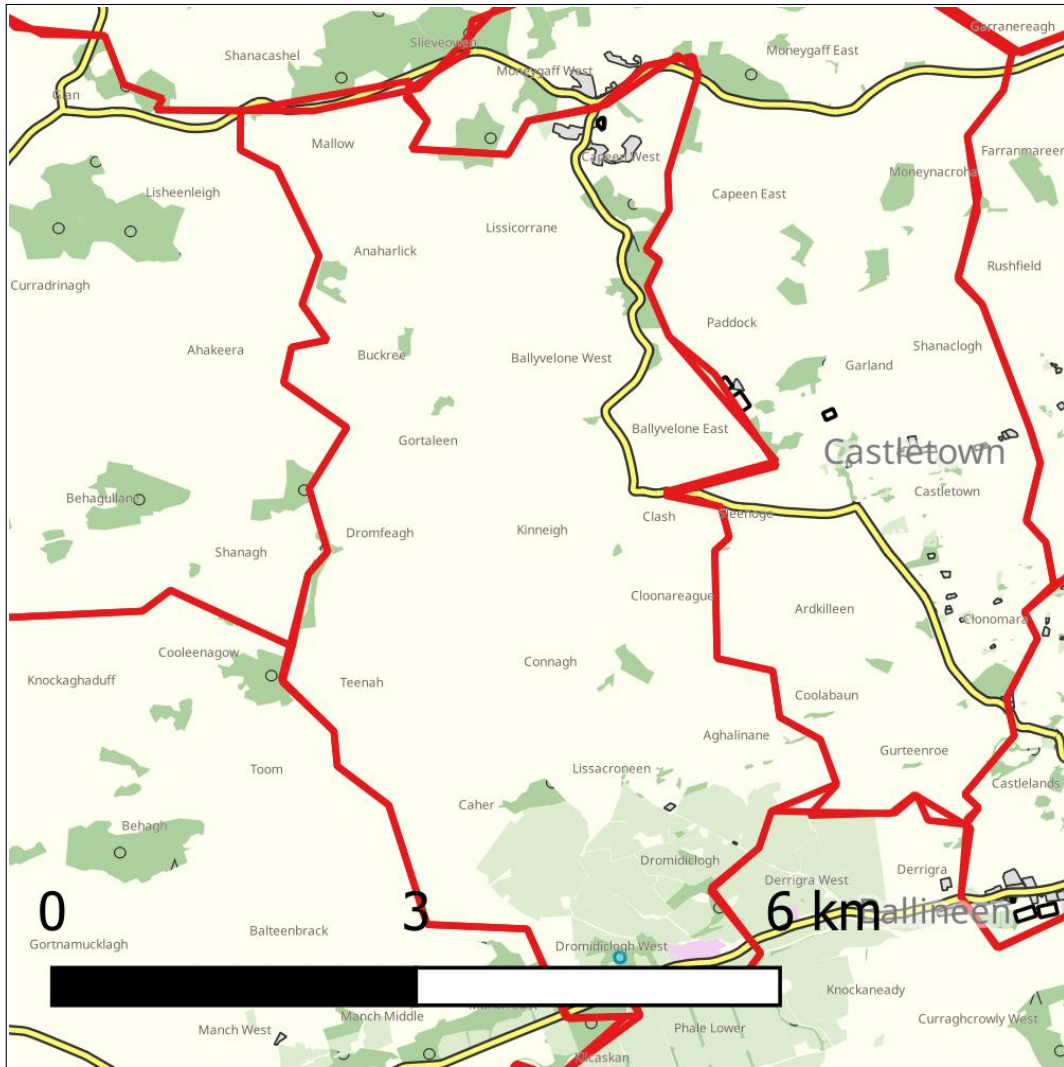 Garranereagh
Slieveowen
Moneygaff East
Shanacashel
Moneygaff West
Glan
Mallow
Farranmareen
Capeen West
Moneynacroha
Lisheenleigh
Capeen East
Lissicorrane
Anaharlick
Rushfield
Curradrinagh
Paddock
Shanaclogh
Ahakeera
Buckree
Ballyvelone West
Garland
Ballyvelone East
Gortaleen
Castletown
Castletown
Behagullane
Clash
Sleenoge
Dromfeagh
Kinneigh
Shanagh
Cloonareague
Ardkilleen
Clonomara
Cooleenagow
Connagh
Knockaghaduff
Teenah
Coolabaun
Aghalinane
Gurteenroe
Toom
Lissacroneen
Castlelands
Caher
Behagh
Dromidiclogh
Derrigra
Derrigra West
0 3 6 km
Ballineen
Balteenbrack
Gortnamucklagh
Dromidiclogh West
Knockaneady
Manch Middle
Curraghcrowly West
Manch West
Phale Lower
Kilcaskan